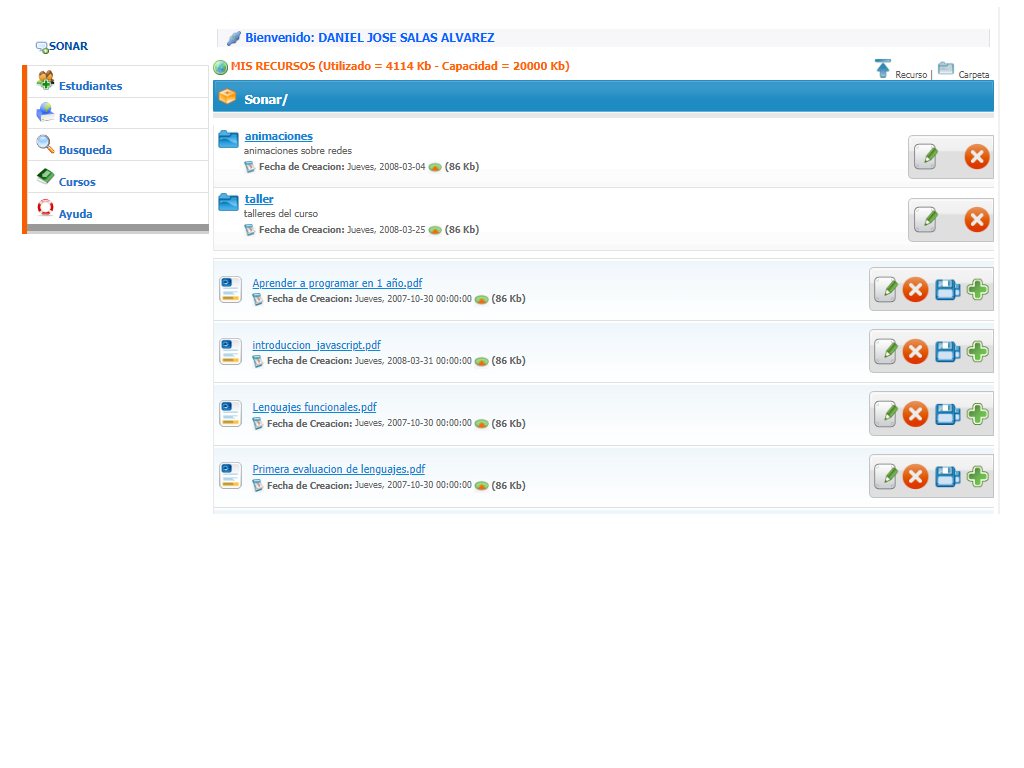 SONAR
Estudiantes
Recursos
Busqueda
Cursos
Ayuda
Bienvenido: DANIEL JOSE SALAS ALVAREZ
MIS RECURSOS (Utilizado = 4114 Kb - Capacidad = 20000 Kb)
Recurso | Carpeta
Sonar/
animaciones
animaciones sobre redes
Fecha de Creacion: Jueves, 2008-03-04 (86 Kb)
taller
talleres del curso
Fecha de Creacion: Jueves, 2008-03-25 (86 Kb)
Aprender a programar en 1 año.pdf
Fecha de Creacion: Jueves, 2007-10-30 00:00:00 (86 Kb)
introduccion_javascript.pdf
Fecha de Creacion: Jueves, 2008-03-31 00:00:00 (86 Kb)
Lenguajes funcionales.pdf
Fecha de Creacion: Jueves, 2007-10-30 00:00:00 (86 Kb)
Primera evaluacion de lenguajes.pdf
Fecha de Creacion: Jueves, 2007-10-30 00:00:00 (86 Kb)